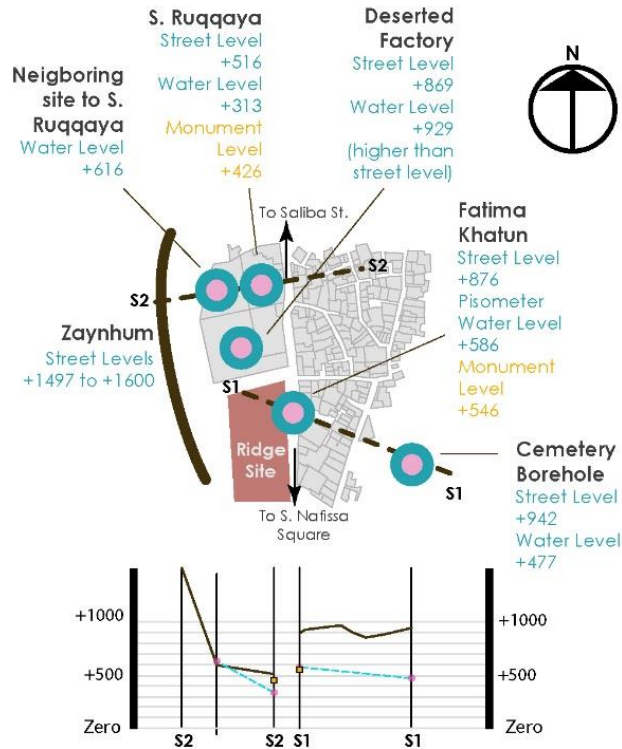 S. Ruqqaya
Street Level
+516
Water Level
+313
Monument
Level
+426
Deserted
Factory
Street Level
+869
Water Level
+929
(higher than
street level)
N
Neigboring
site to S.
Ruqqaya
Water Level
+616
To Saliba St.
Fatima
Khatun
Street Level
+876
Pisometer
Water Level
+586
Monument
Level
+546
S2
S2
Zaynhum
Street Levels
+1497 to +1600
S1
Ridge
Site
S1
To S. Nafissa
Square
Cemetery
Borehole
Street Level
+942
Water Level
+477
+1000
+500
Zero
+1000
+500
Zero
S2
S2
S1
S1